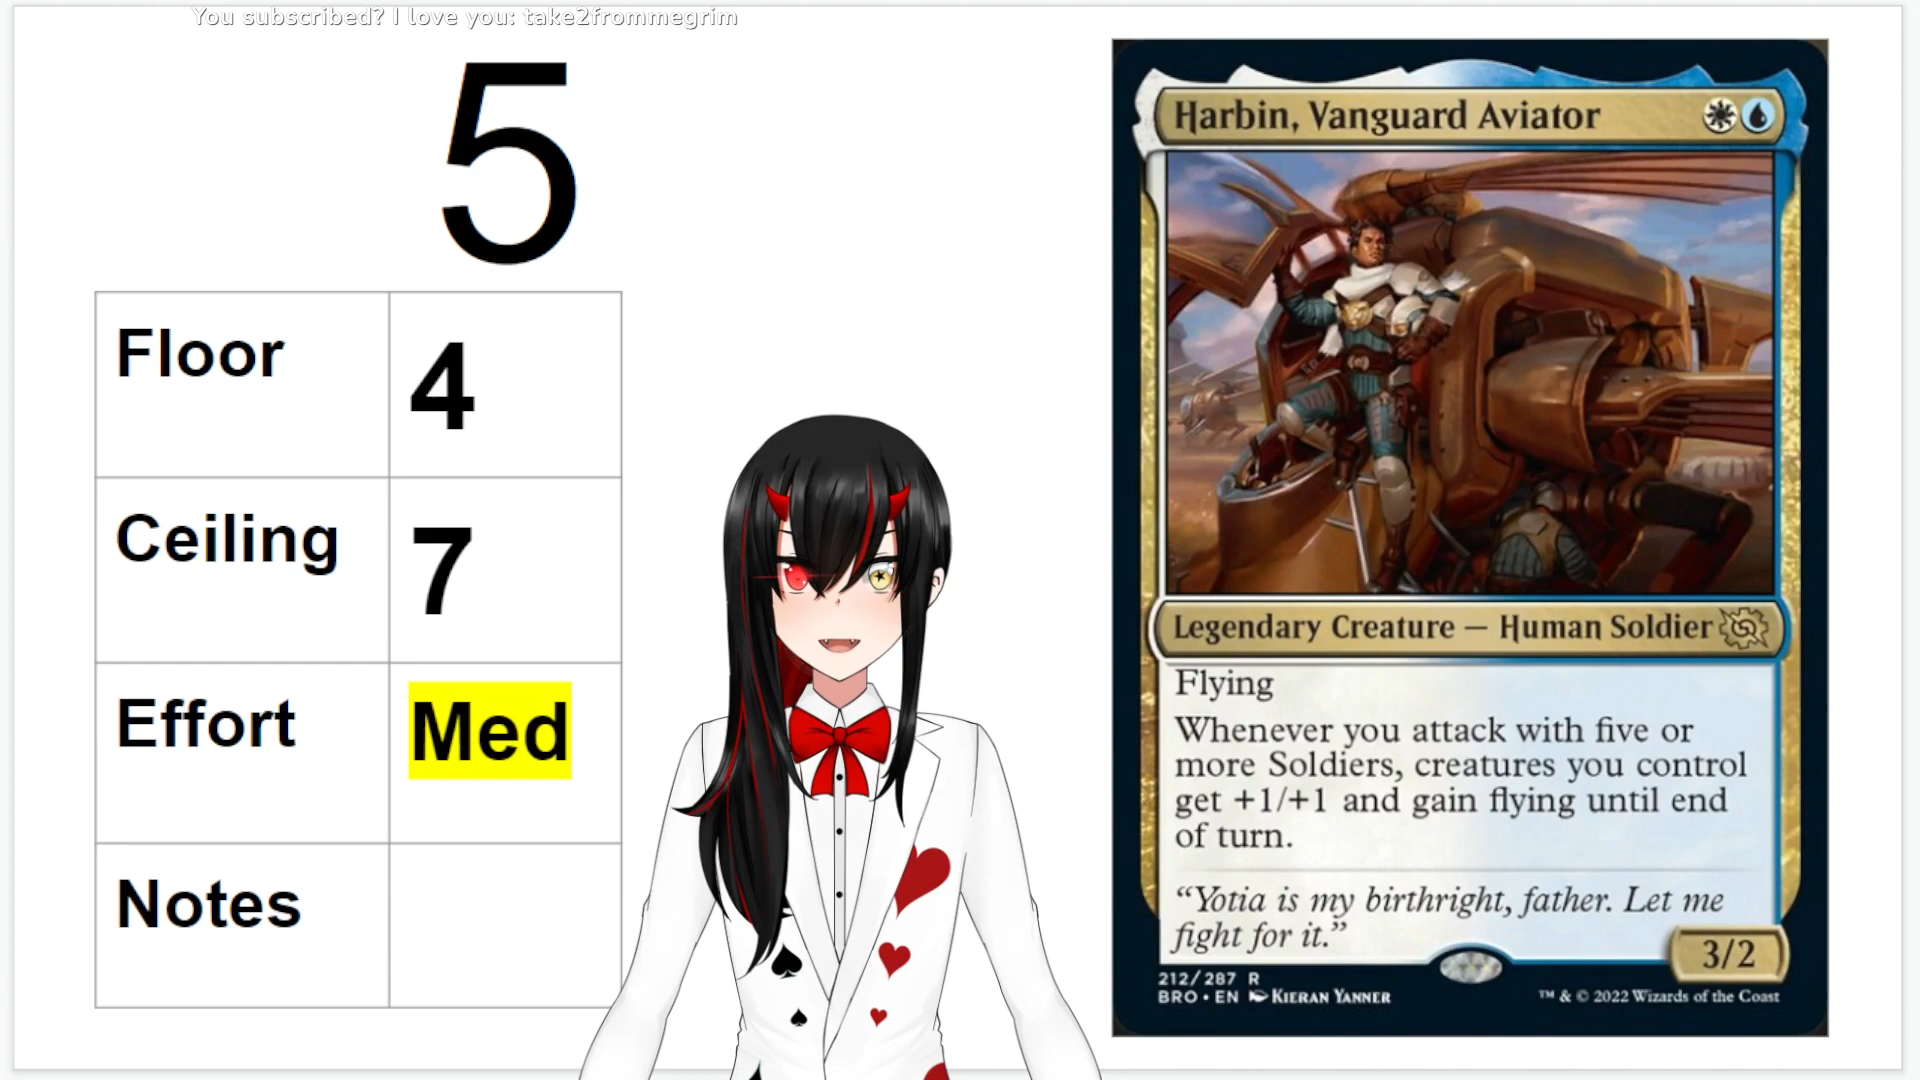 You subscribed? I love you: take2frommegrim
5
Floor 4
Ceiling 7
Effort Med
Notes
Harbin, Vanguard Aviator
Legendary Creature — Human Soldier
Flying
Whenever you attack with five or
more Soldiers, creatures you control
get +1/+1 and gain flying until end
of turn.
“Yotia is my birthright, father. Let me
fight for it.”
3/2
212/287 R
BRO • EN KIERAN YANNER
™ & © 2022 Wizards of the Coast